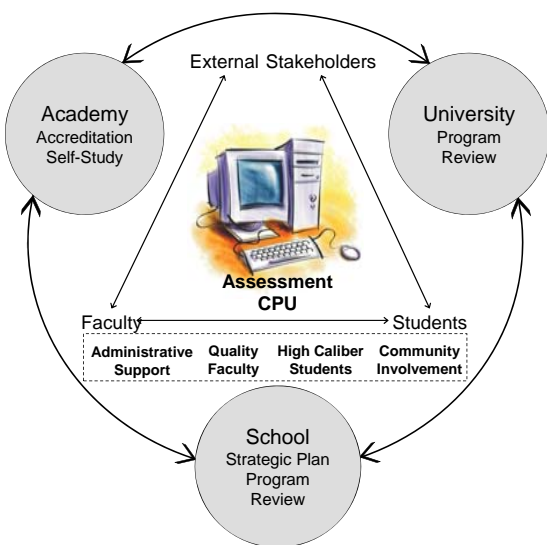 External Stakeholders
Academy
Accreditation
Self-Study
University
Program
Review
Assessment
CPU
Faculty
Students
Administrative
Support
Quality
Faculty
High Caliber
Students
Community
Involvement
School
Strategic Plan
Program
Review